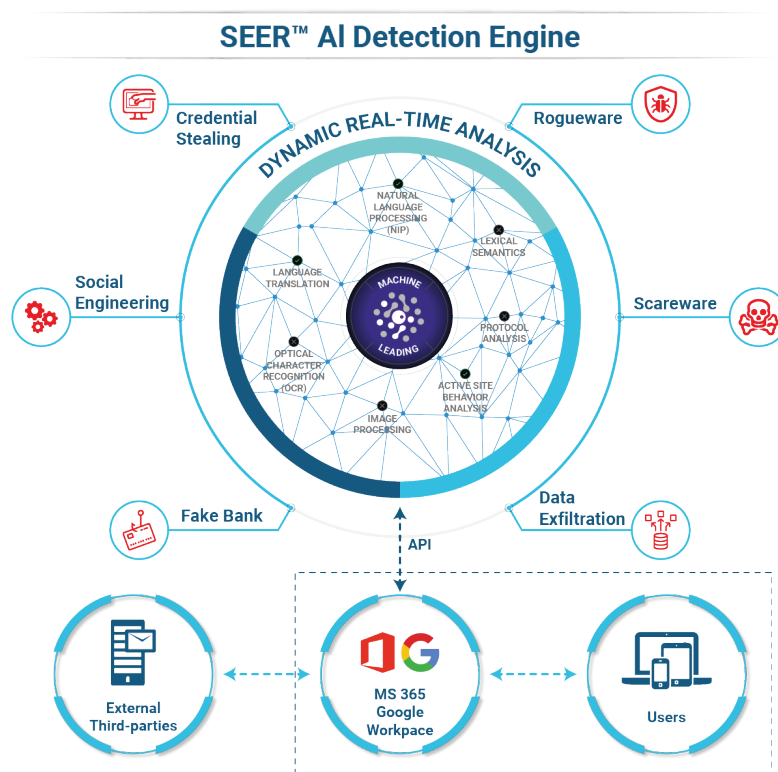 SEER™ AI Detection Engine
Credential
Stealing
Rogueware
DYNAMIC REAL-TIME ANALYSIS
NATURAL
LANGUAGE
PROCESSING
(NIP)
LEXICAL
SEMANTICS
LANGUAGE
TRANSLATION
MACHINE
LEADING
Social
Engineering
Scareware
PROTOCOL
ANALYSIS
OPTICAL
CHARACTER
RECOGNITION
(OCR)
ACTIVE SITE
BEHAVIOR
ANALYSIS
IMAGE
PROCESSING
Fake Bank
Data
Exfiltration
API
External
Third-parties
MS 365
Google
Workpace
Users